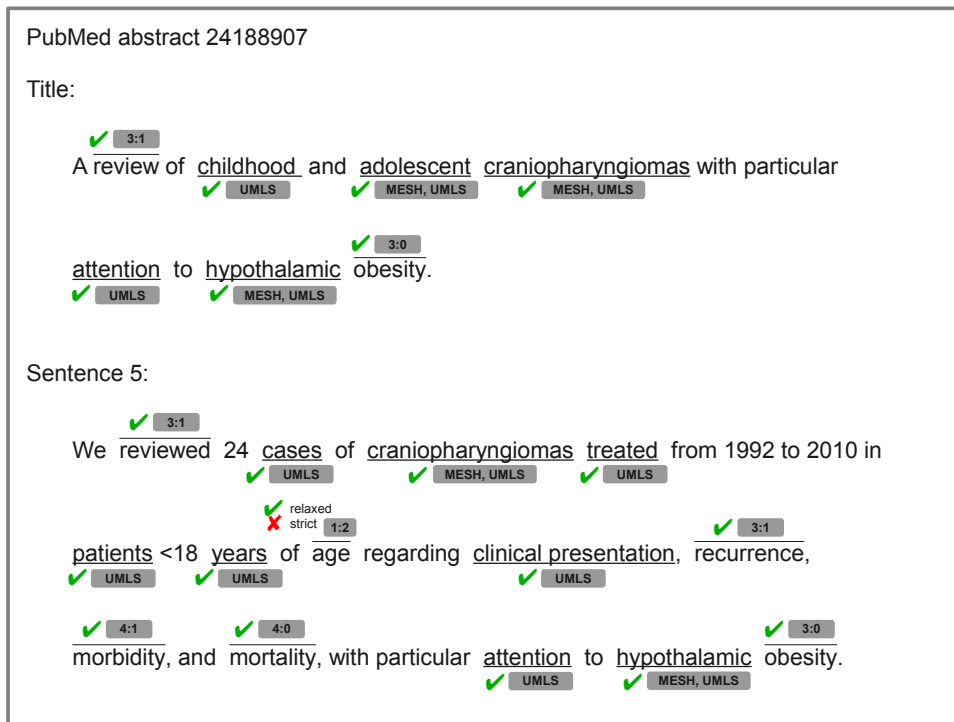 PubMed abstract 24188907
Title:
3:1
A review of childhood and adolescent craniopharyngiomas with particular
UMLS MESH, UMLS MESH, UMLS
3:0
attention to hypothalamic obesity.
UMLS MESH, UMLS
Sentence 5:
3:1
We reviewed 24 cases of craniopharyngiomas treated from 1992 to 2010 in
UMLS MESH, UMLS UMLS
relaxed
strict 1:2 3:1
patients <18 years of age regarding clinical presentation, recurrence,
UMLS UMLS UMLS
4:1 4:0 3:0
morbidity, and mortality, with particular attention to hypothalamic obesity.
UMLS MESH, UMLS